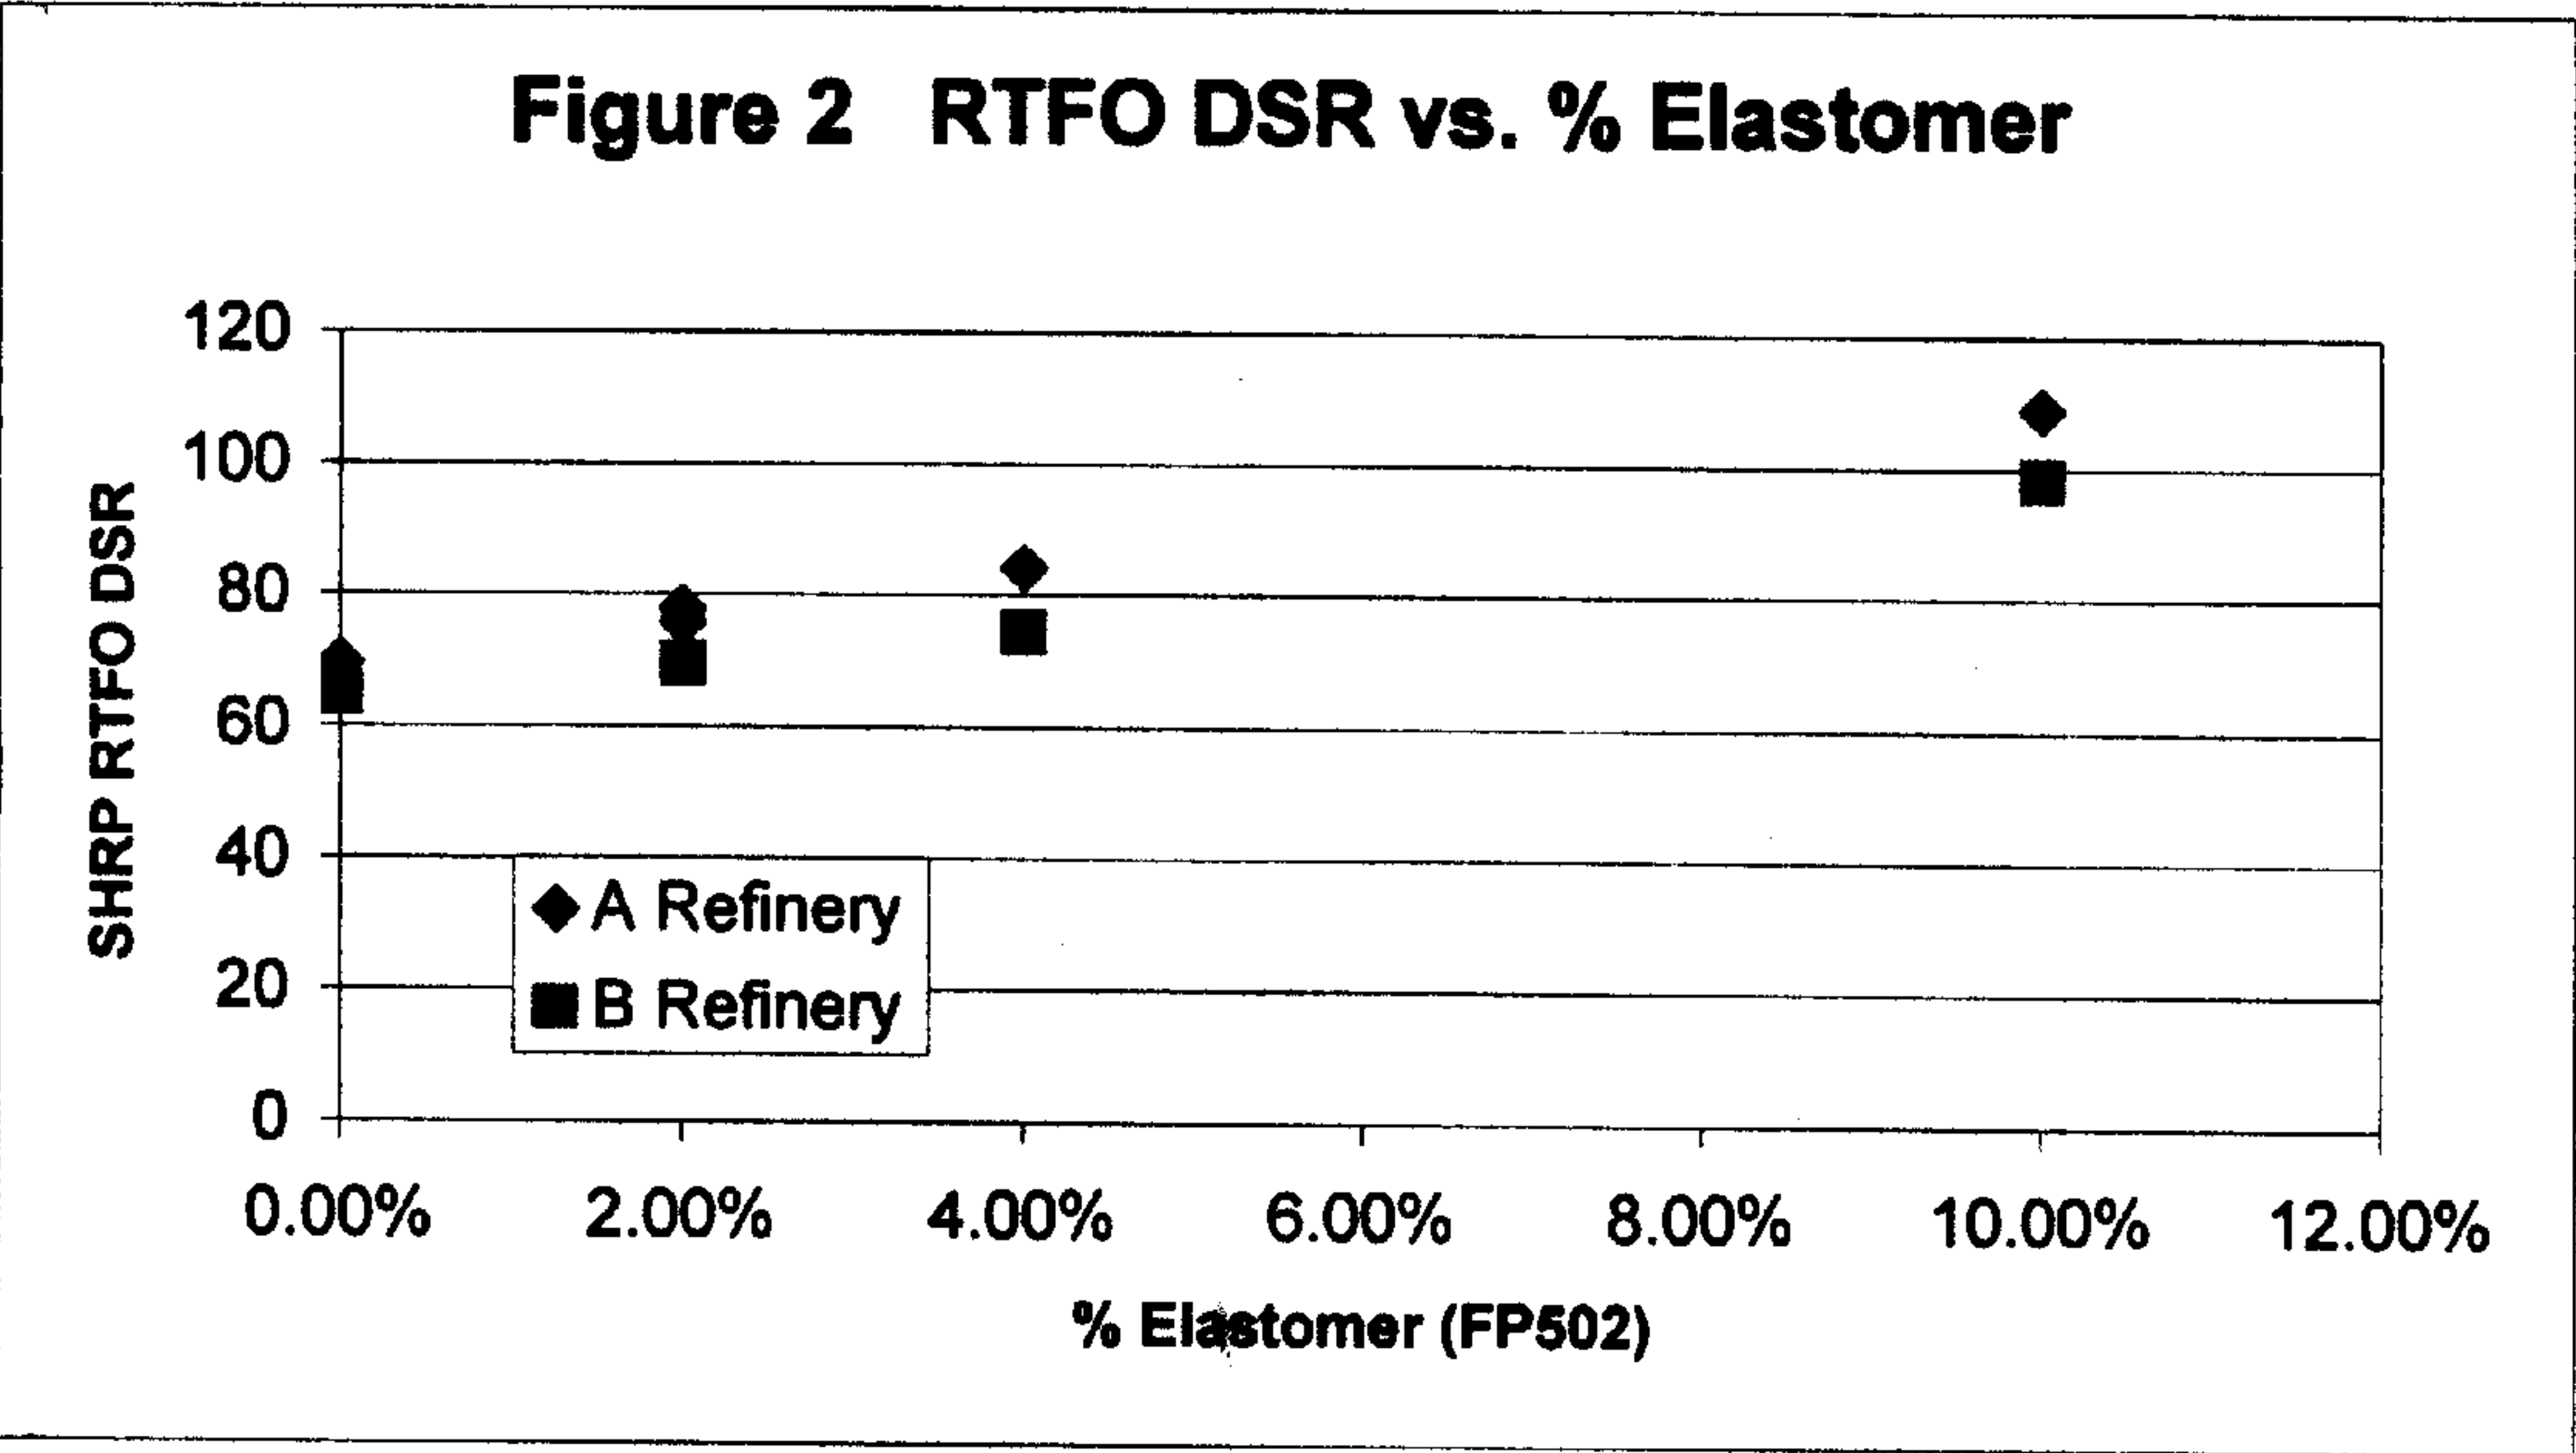 Figure 2 RTFO DSR vs. % Elastomer
120
100
80
60
40
20
0
SHRP RTFO DSR
A Refinery
B Refinery
0.00% 2.00% 4.00% 6.00% 8.00% 10.00% 12.00%
% Elastomer (FP502)